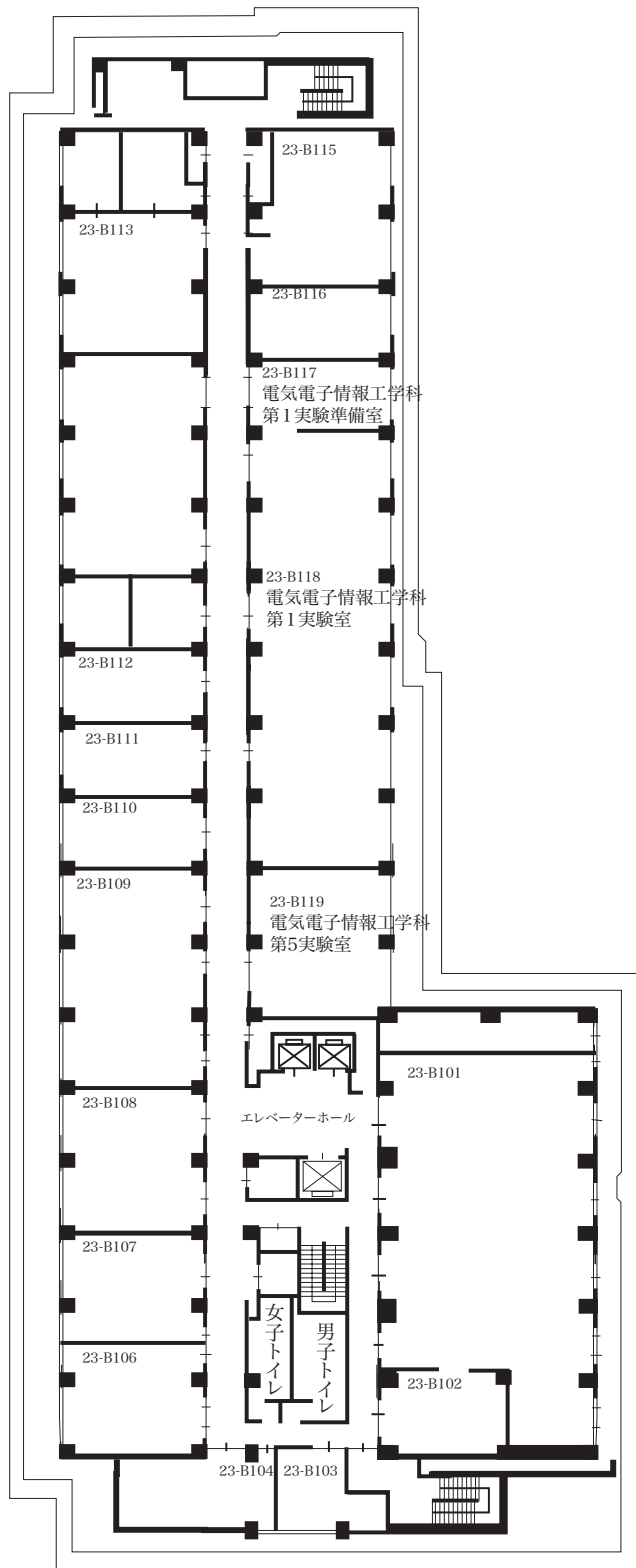 23-B115
23-B113
23-B116
23-B117
電気電子情報工学科
第1実験準備室
23-B118
電気電子情報工学科
第1実験室
23-B112
23-B111
23-B110
23-B109
23-B119
電気電子情報工学科
第5実験室
23-B101
23-B108
エレベーターホール
23-B107
女子トイレ
男子トイレ
23-B106
23-B102
23-B104
23-B103